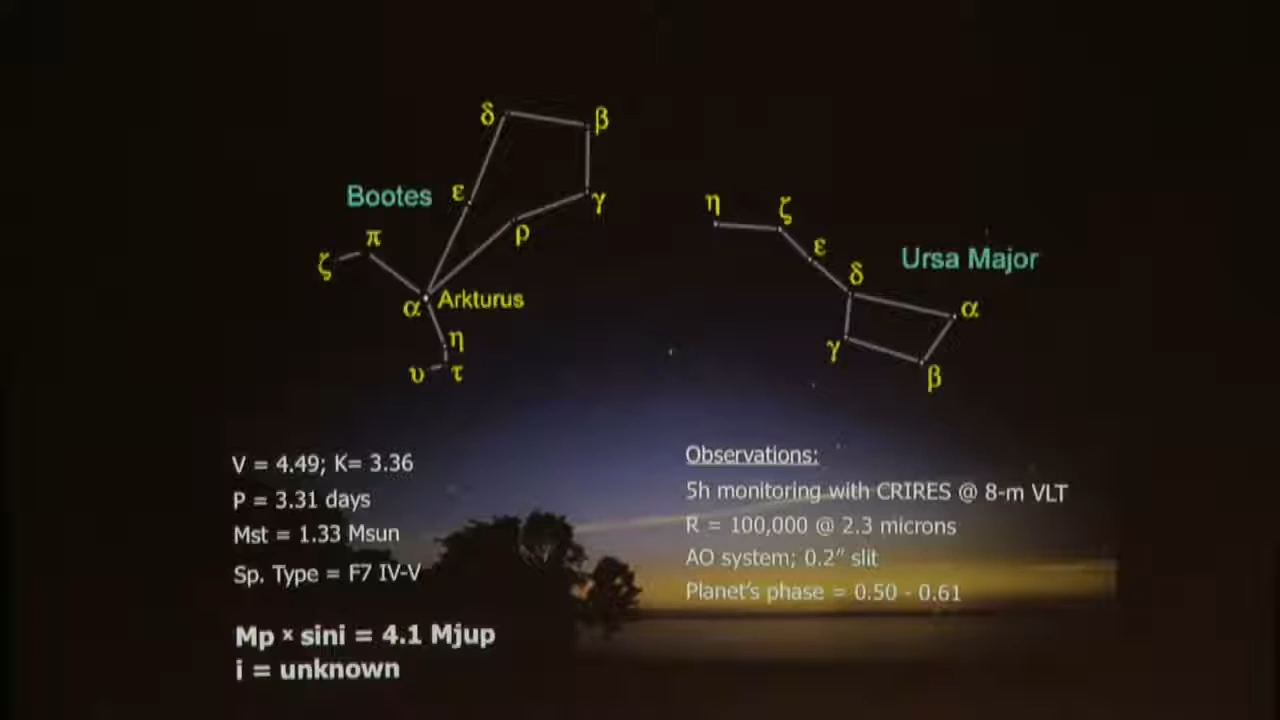 δ
β
Bootes
ε
γ
π
ρ
ζ
α
Arkturus
η
υ
τ
η
ζ
ε
Ursa Major
δ
α
γ
β
V = 4.49; K= 3.36
P = 3.31 days
Mst = 1.33 Msun
Sp. Type = F7 IV-V
Mp × sini = 4.1 Mjup
i = unknown
Observations:
5h monitoring with CRIRES @ 8-m VLT
R = 100,000 @ 2.3 microns
AO system; 0.2″ slit
Planet's phase = 0.50 - 0.61